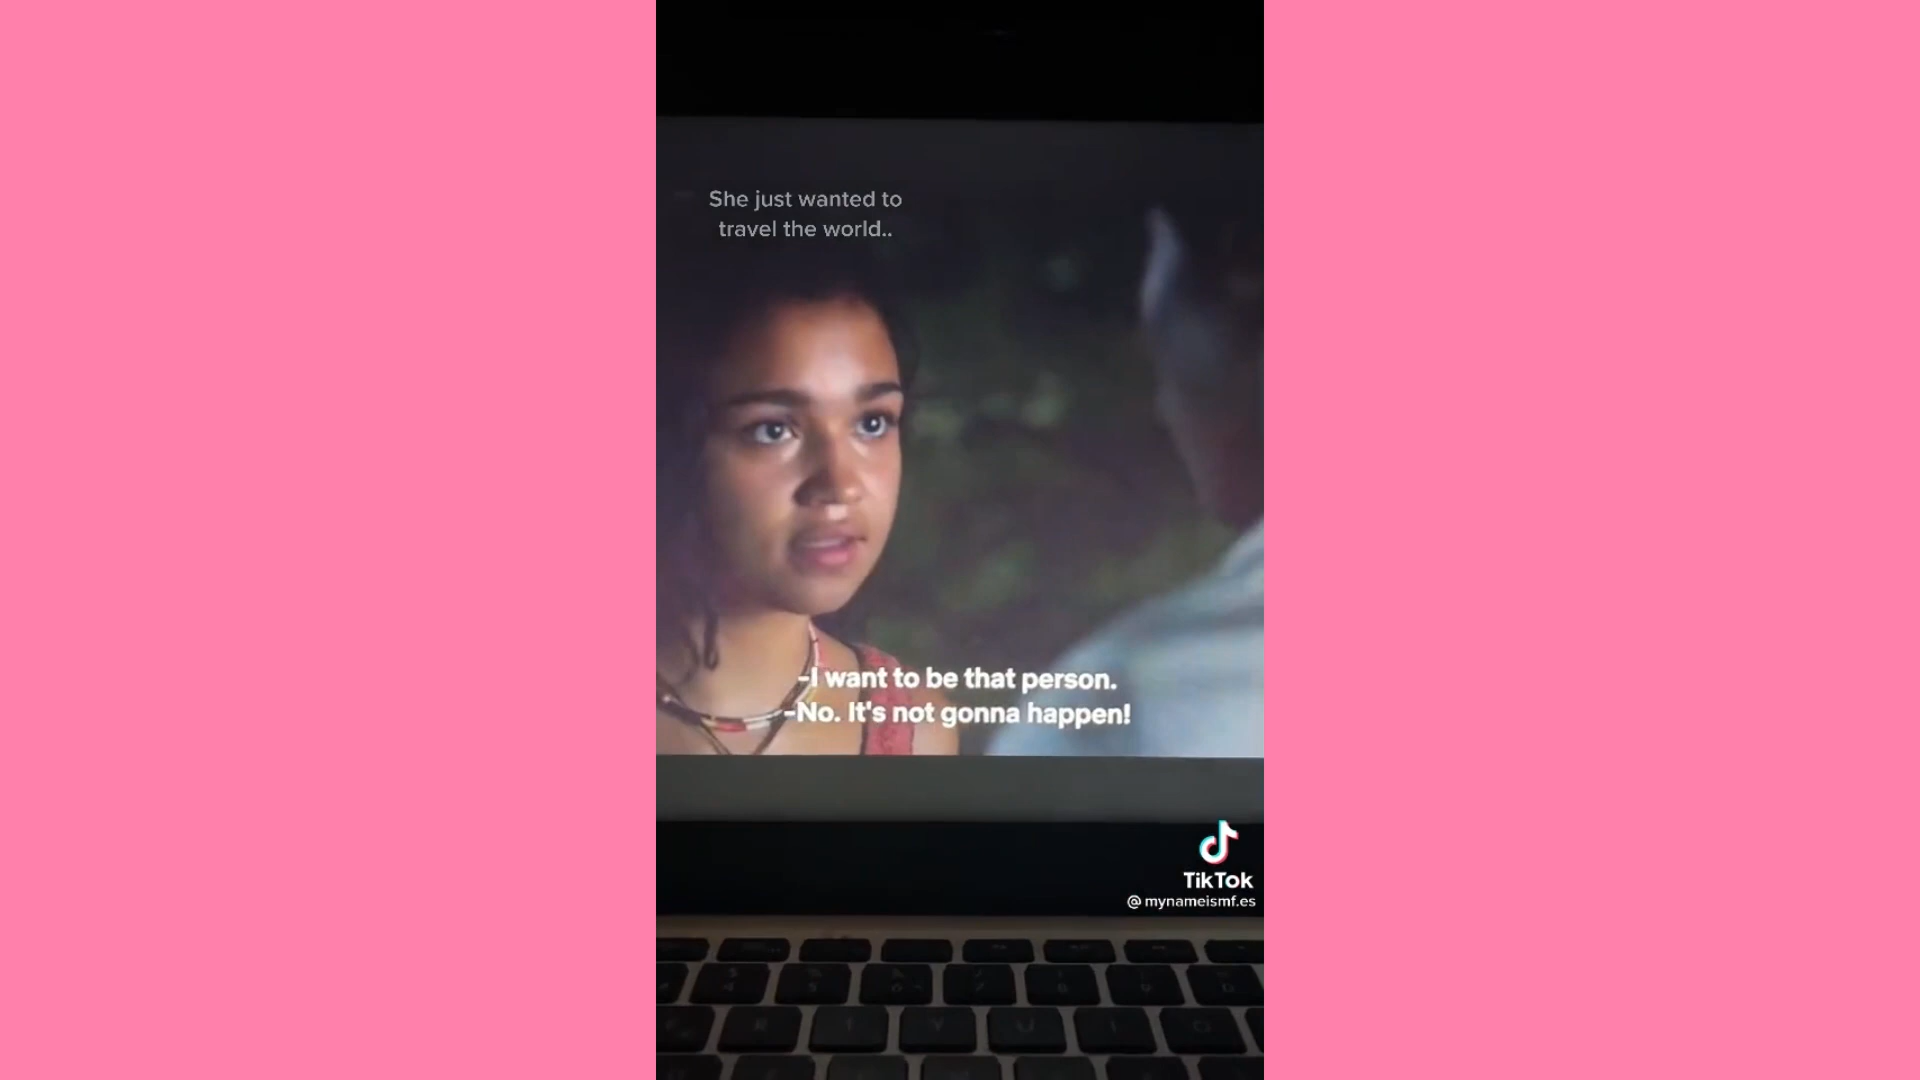 She just wanted to
travel the world..
-I want to be that person.
-No. It's not gonna happen!
TikTok
@mynameismf.es